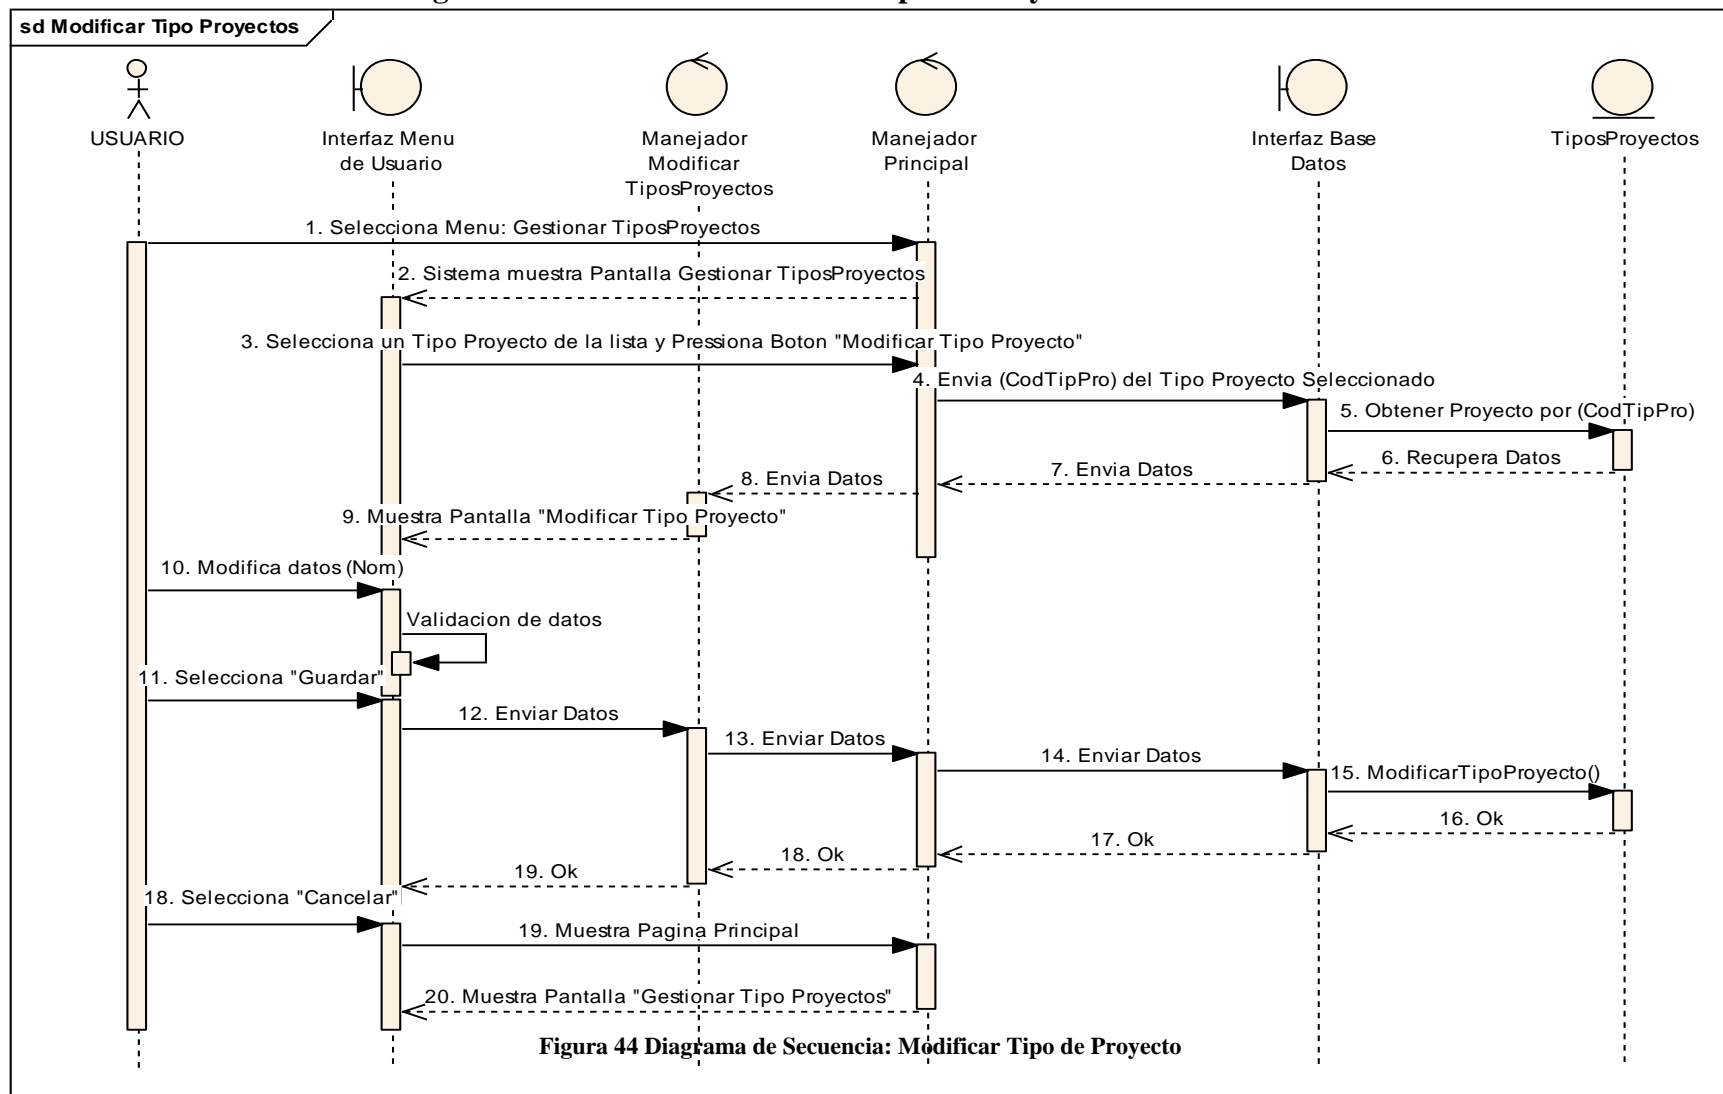 sd Modificar Tipo Proyectos
USUARIO
Interfaz Menu
de Usuario
Manejador
Modificar
TiposProyectos
Manejador
Principal
Interfaz Base
Datos
TiposProyectos
1. Selecciona Menu: Gestionar TiposProyectos
2. Sistema muestra Pantalla Gestionar TiposProyectos
3. Selecciona un Tipo Proyecto de la lista y Pressiona Boton "Modificar Tipo Proyecto"
4. Envia (CodTipPro) del Tipo Proyecto Seleccionado
5. Obtener Proyecto por (CodTipPro)
6. Recupera Datos
7. Envia Datos
8. Envia Datos
9. Muestra Pantalla "Modificar Tipo Proyecto"
10. Modifica datos (Nom)
Validacion de datos
11. Selecciona "Guardar"
12. Enviar Datos
13. Enviar Datos
14. Enviar Datos
15. ModificarTipoProyecto()
16. Ok
17. Ok
18. Ok
19. Ok
18. Selecciona "Cancelar"
19. Muestra Pagina Principal
20. Muestra Pantalla "Gestionar Tipo Proyectos"
Figura 44 Diagrama de Secuencia: Modificar Tipo de Proyecto